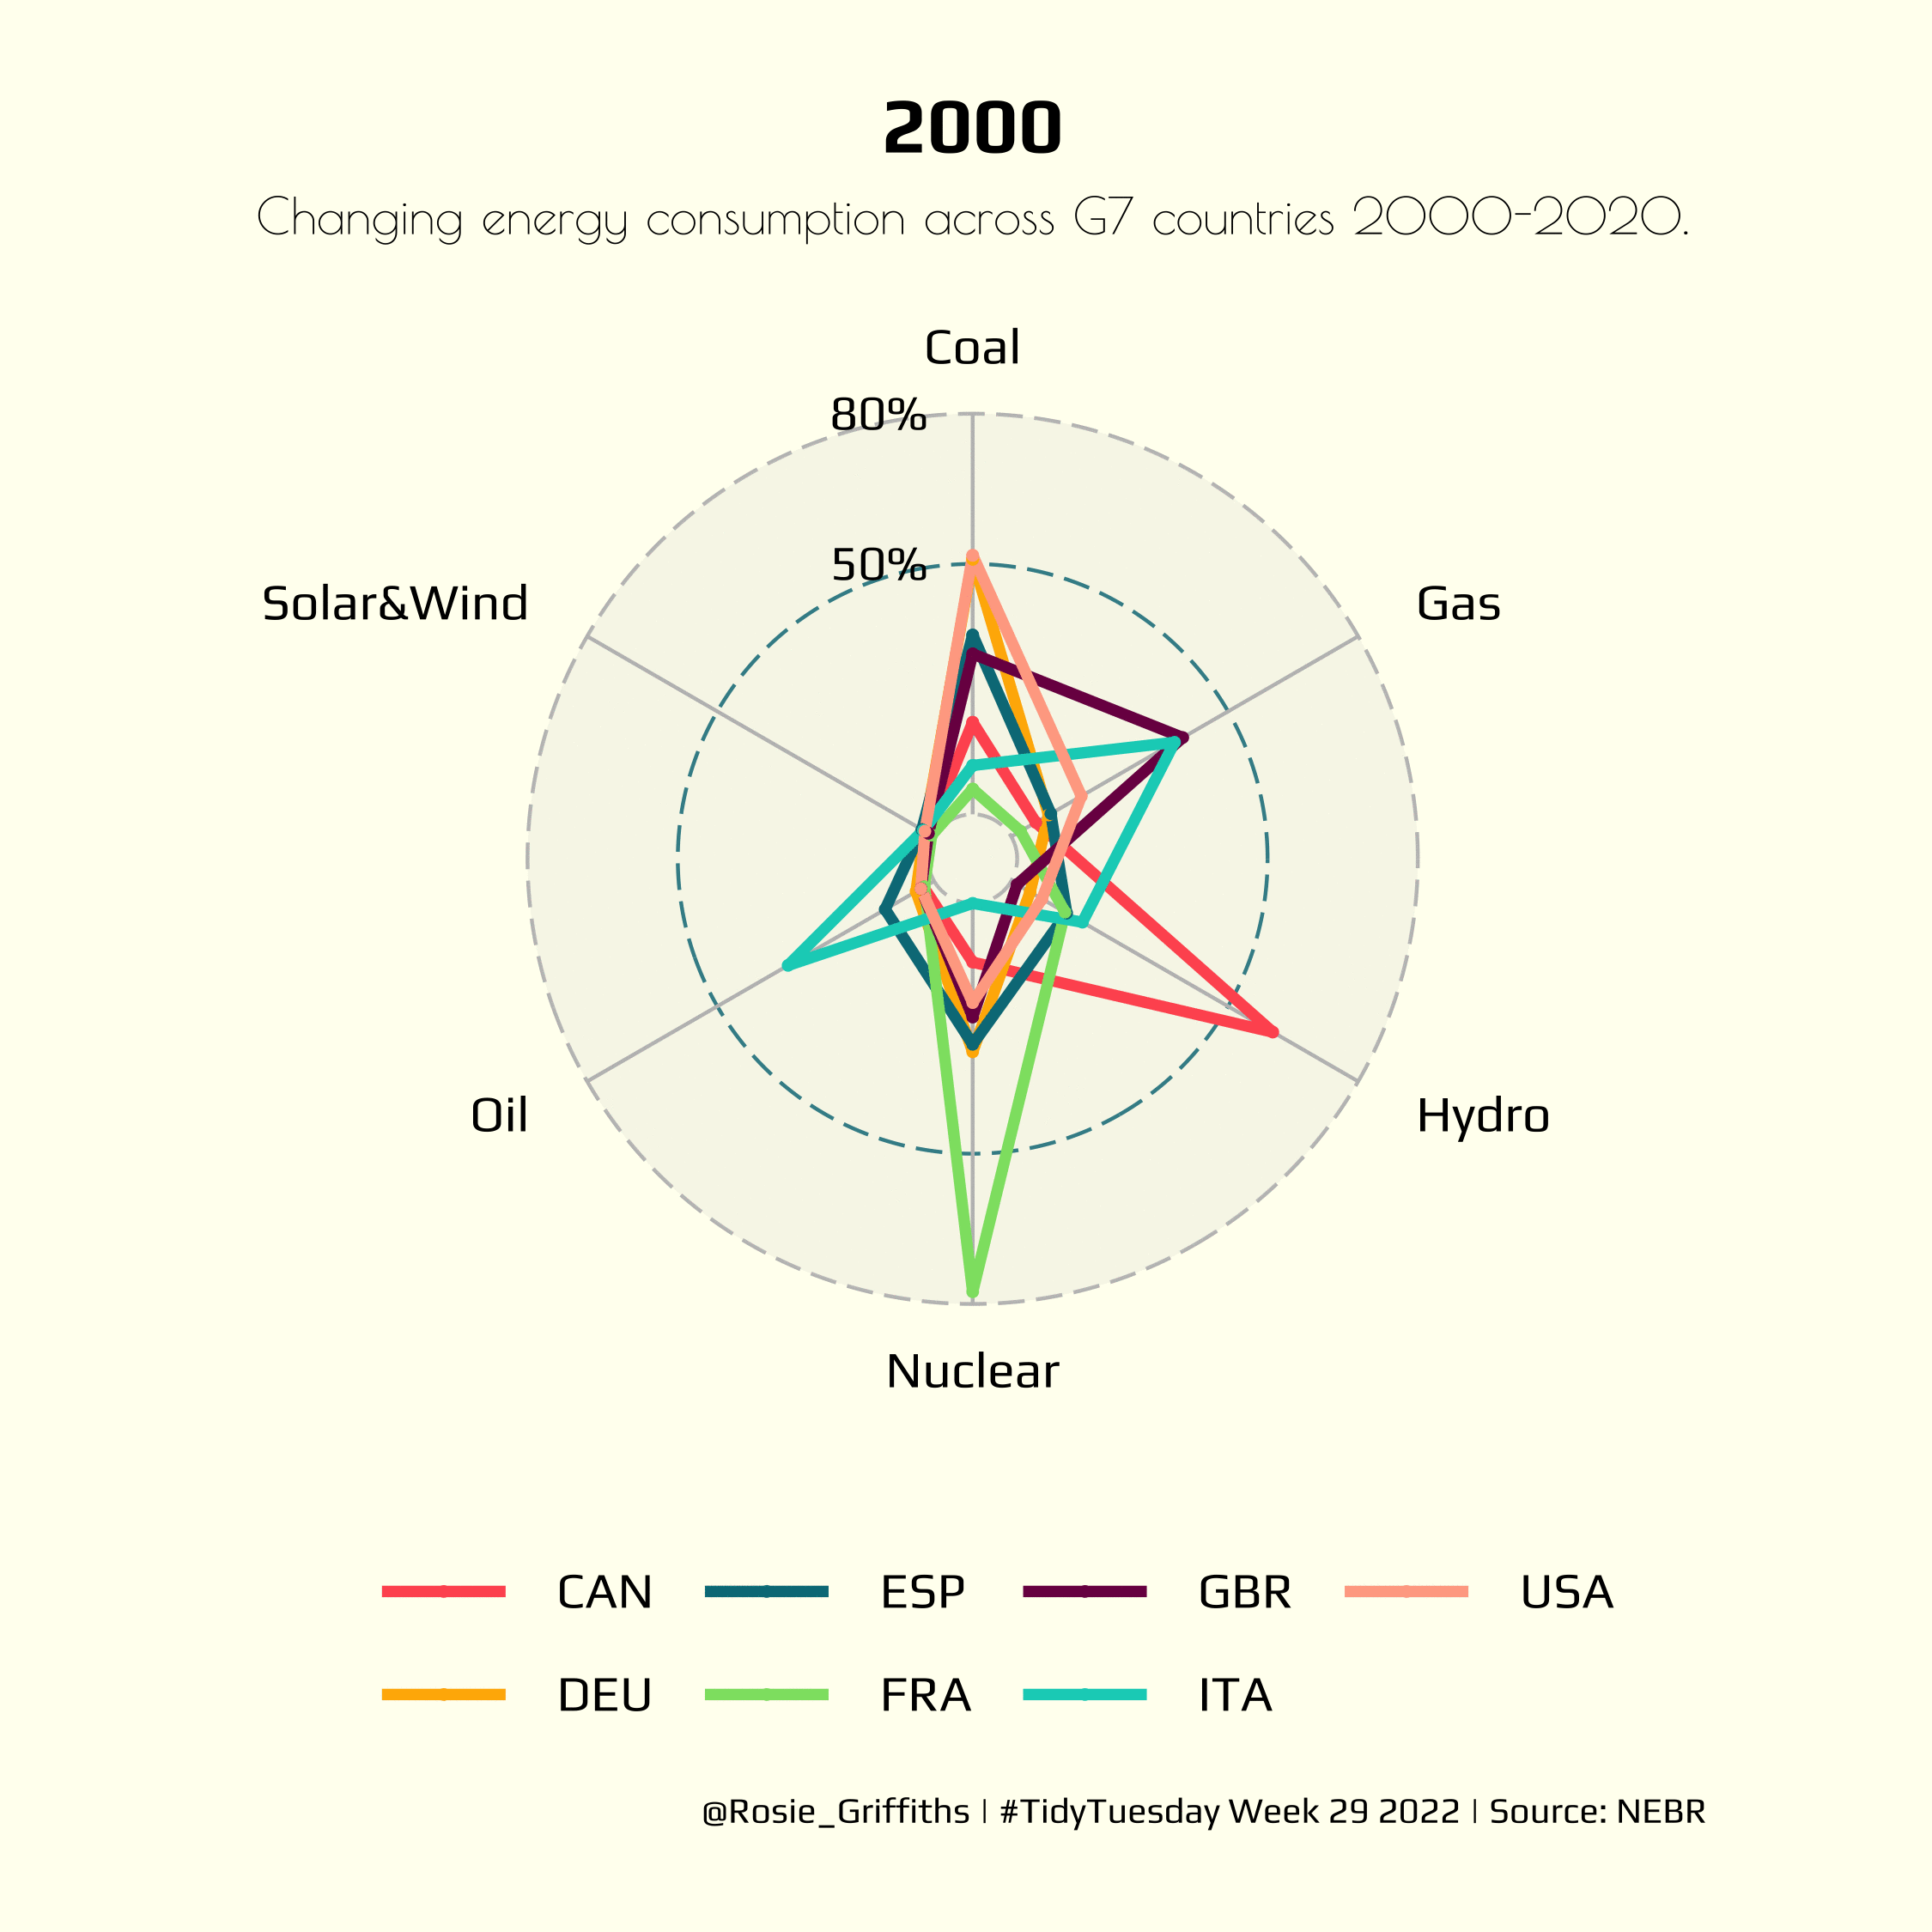 2000
Changing energy consumption across G7 countries 2000-2020.
Coal
80%
50%
Solar&Wind
Gas
Oil
Hydro
Nuclear
CAN ESP GBR USA
DEU FRA ITA
@Rosie_Griffiths | #TidyTuesday Week 29 2022 | Source: NEBR